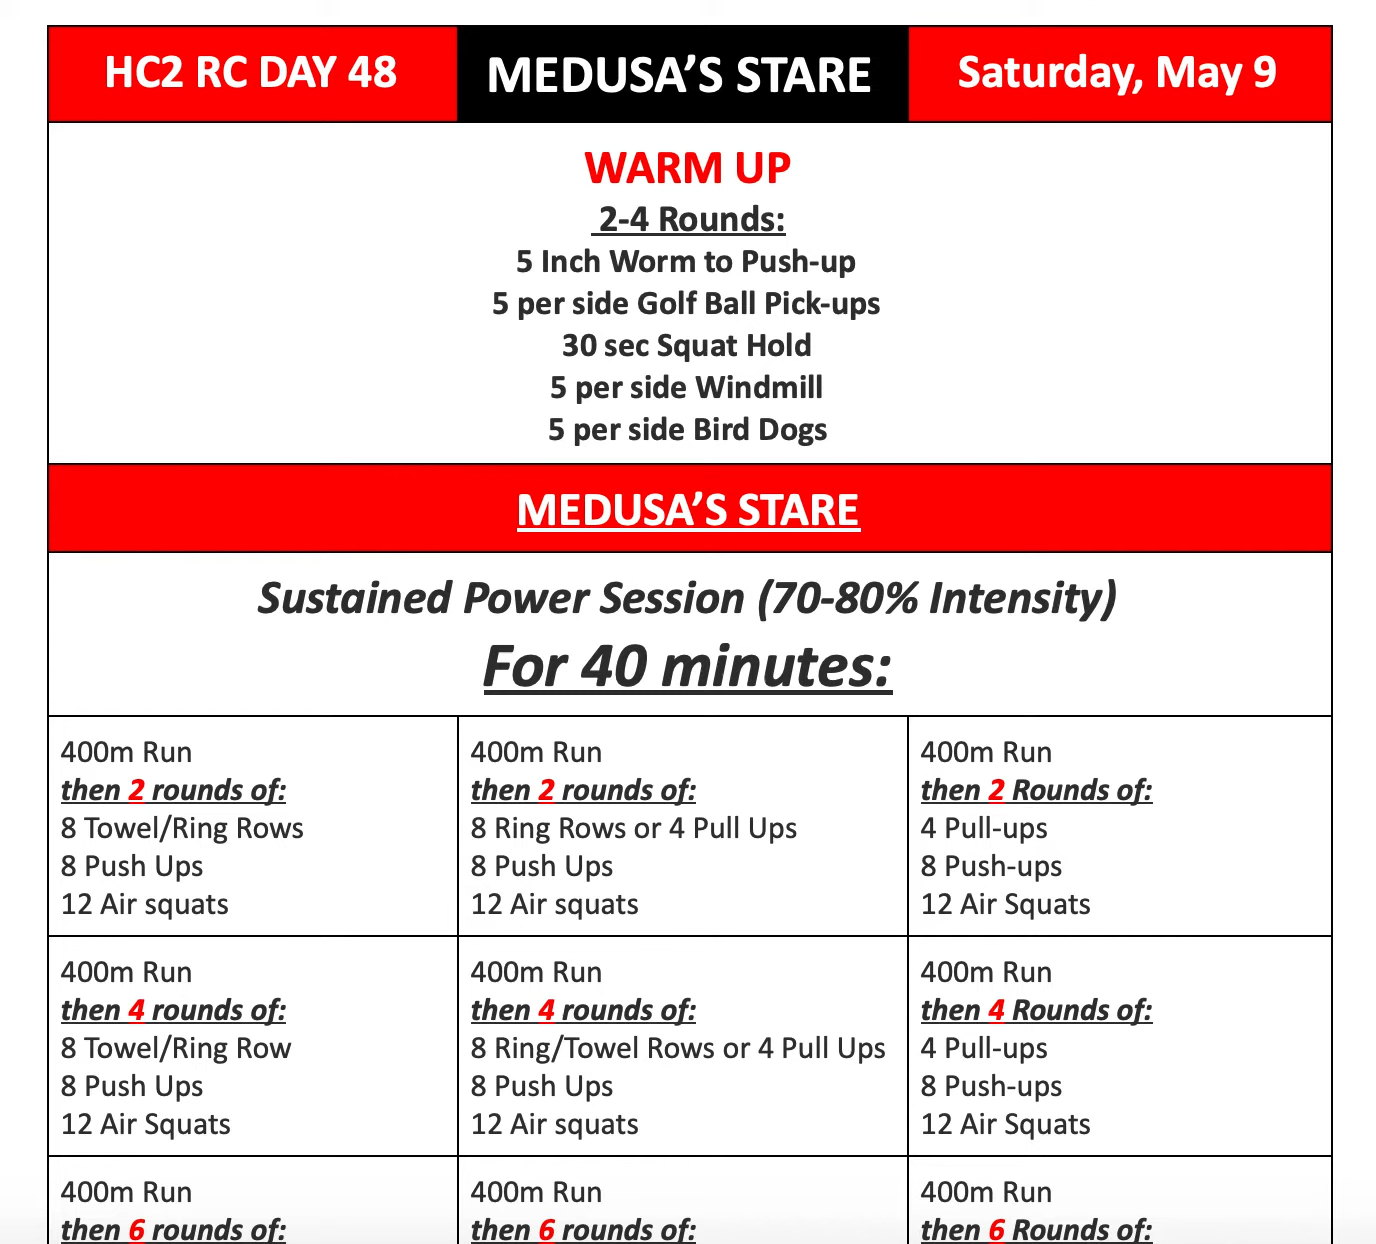 HC2 RC DAY 48
MEDUSA’S STARE
Saturday, May 9
WARM UP
2-4 Rounds:
5 Inch Worm to Push-up
5 per side Golf Ball Pick-ups
30 sec Squat Hold
5 per side Windmill
5 per side Bird Dogs
MEDUSA’S STARE
Sustained Power Session (70-80% Intensity)
For 40 minutes:
400m Run
then 2 rounds of:
8 Towel/Ring Rows
8 Push Ups
12 Air squats
400m Run
then 2 rounds of:
8 Ring Rows or 4 Pull Ups
8 Push Ups
12 Air squats
400m Run
then 2 Rounds of:
4 Pull-ups
8 Push-ups
12 Air Squats
400m Run
then 4 rounds of:
8 Towel/Ring Row
8 Push Ups
12 Air Squats
400m Run
then 4 rounds of:
8 Ring/Towel Rows or 4 Pull Ups
8 Push Ups
12 Air squats
400m Run
then 4 Rounds of:
4 Pull-ups
8 Push-ups
12 Air Squats
400m Run
then 6 rounds of:
400m Run
then 6 rounds of:
400m Run
then 6 Rounds of: